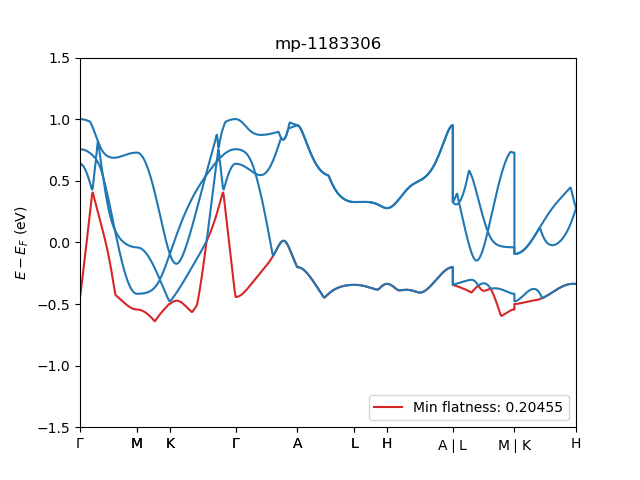 mp-1183306
1.5
1.0
0.5
0.0
−0.5
−1.0
−1.5
E − E_F (eV)
Min flatness: 0.20455
Γ M K Γ A L H A | L M | K H